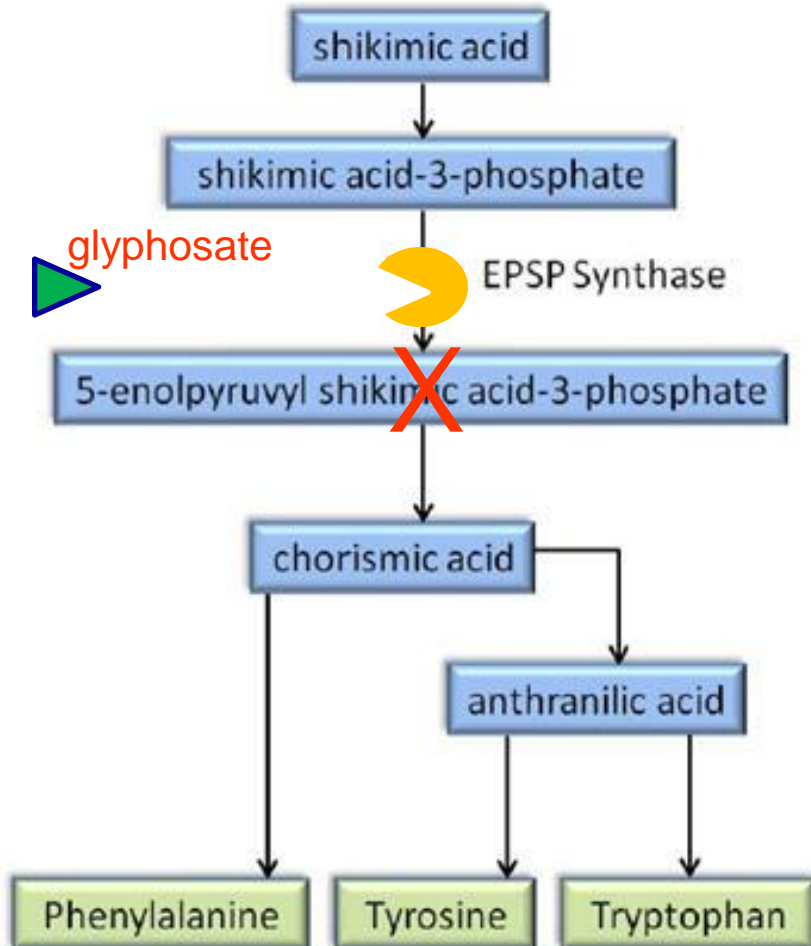 shikimic acid
shikimic acid-3-phosphate
glyphosate
EPSP Synthase
5-enolpyruvyl shikimic acid-3-phosphate
X
chorismic acid
anthranilic acid
Phenylalanine
Tyrosine
Tryptophan